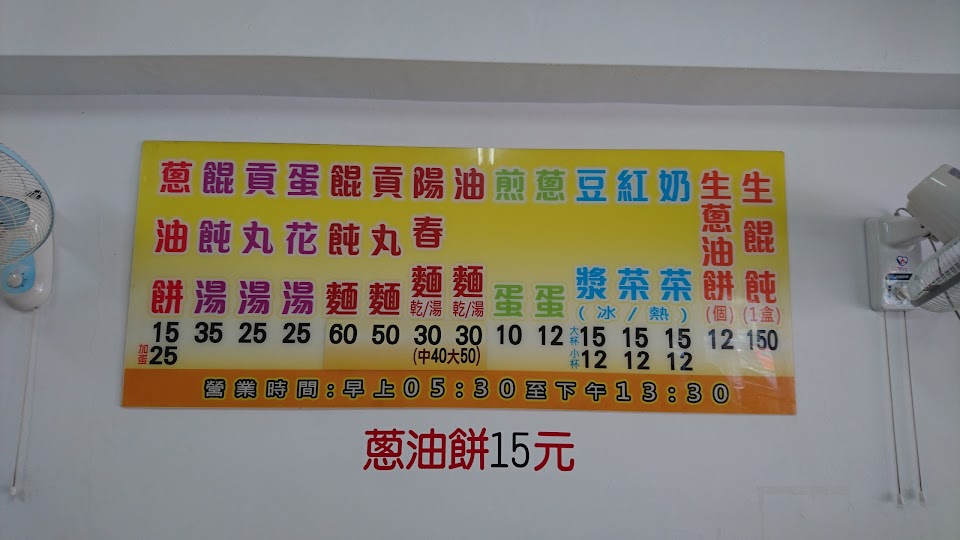 蔥油餅 15
加蛋 25
餛飩湯 35
貢丸湯 25
蛋花湯 25
餛飩麵 60
貢丸麵 50
陽春麵 乾/湯 30
油麵 乾/湯 30
(中40大50)
煎蛋 10
蔥蛋 12
豆漿 紅茶 奶茶
(冰/熱)
大杯 15 15 15
小杯 12 12 12
生蔥油餅 (個) 12
生餛飩 (1盒) 150
營業時間:早上05:30至下午13:30
蔥油餅15元